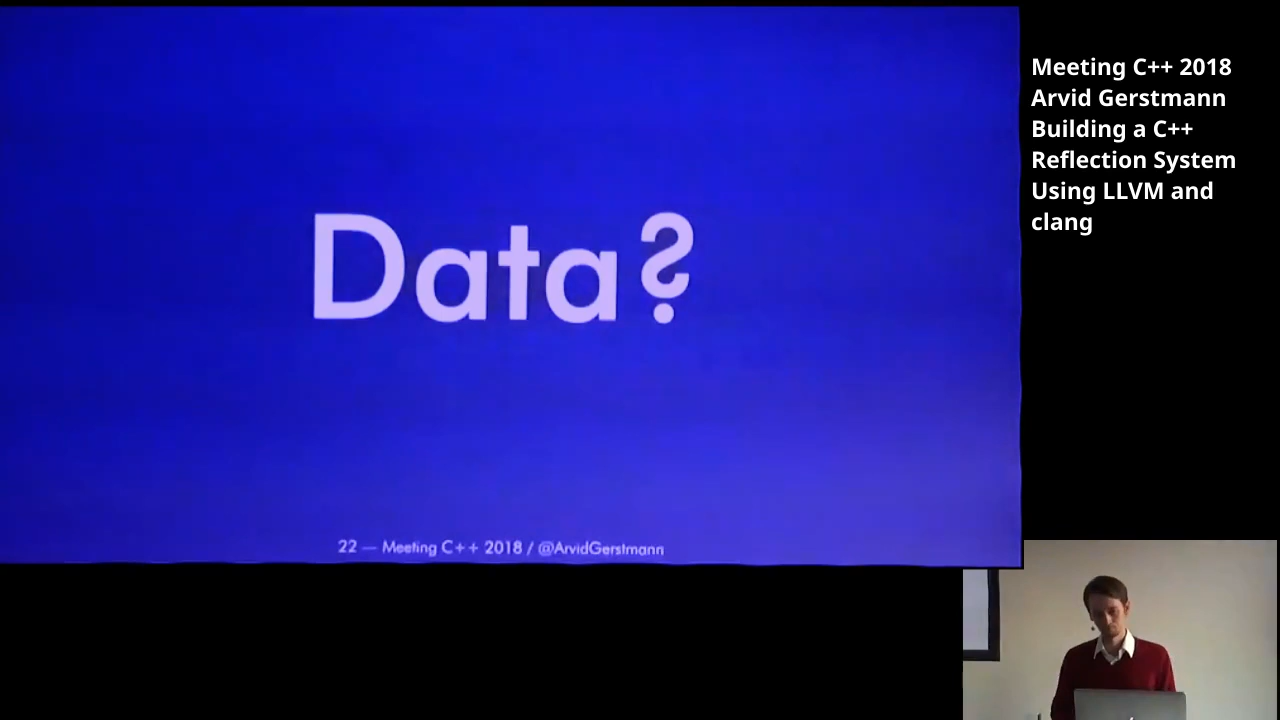 Data?
22 — Meeting C++ 2018 / @ArvidGerstmann
Meeting C++ 2018
Arvid Gerstmann
Building a C++
Reflection System
Using LLVM and
clang